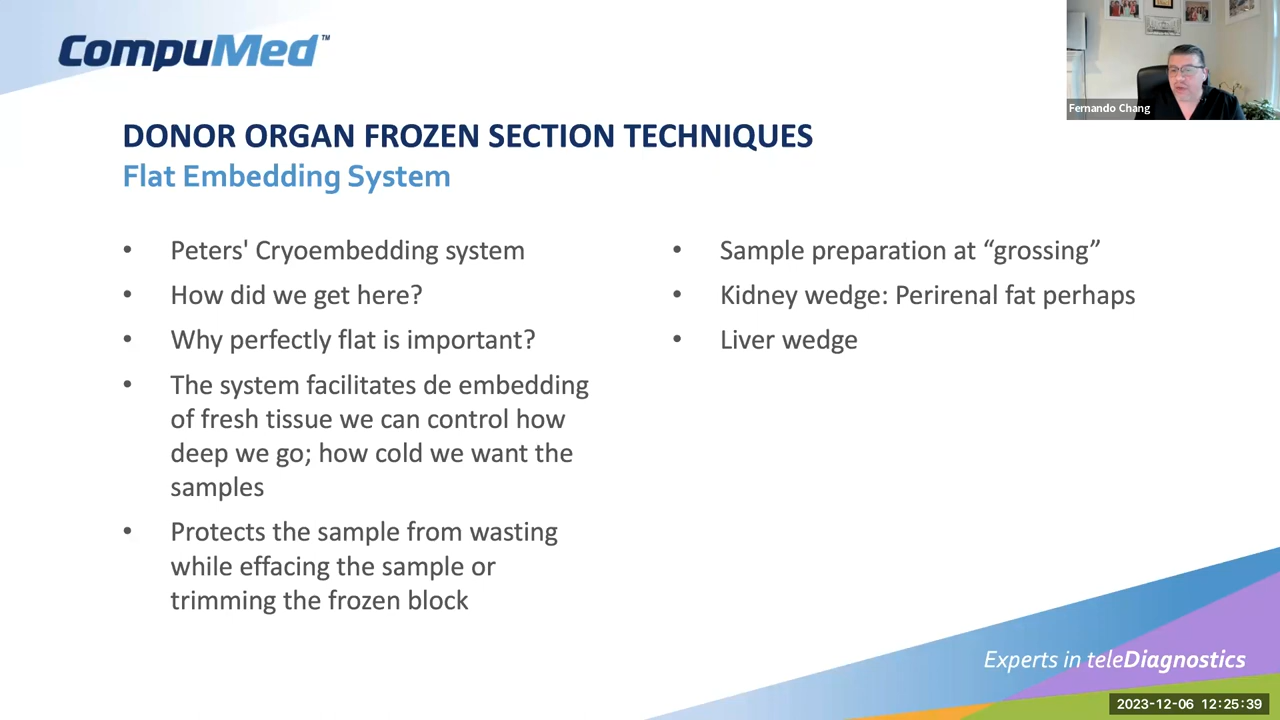 CompuMed™
Fernando Chang
DONOR ORGAN FROZEN SECTION TECHNIQUES
Flat Embedding System
• Peters' Cryoembedding system
• How did we get here?
• Why perfectly flat is important?
• The system facilitates de embedding
of fresh tissue we can control how
deep we go; how cold we want the
samples
• Protects the sample from wasting
while effacing the sample or
trimming the frozen block
• Sample preparation at “grossing”
• Kidney wedge: Perirenal fat perhaps
• Liver wedge
Experts in teleDiagnostics
2023-12-06 12:25:39